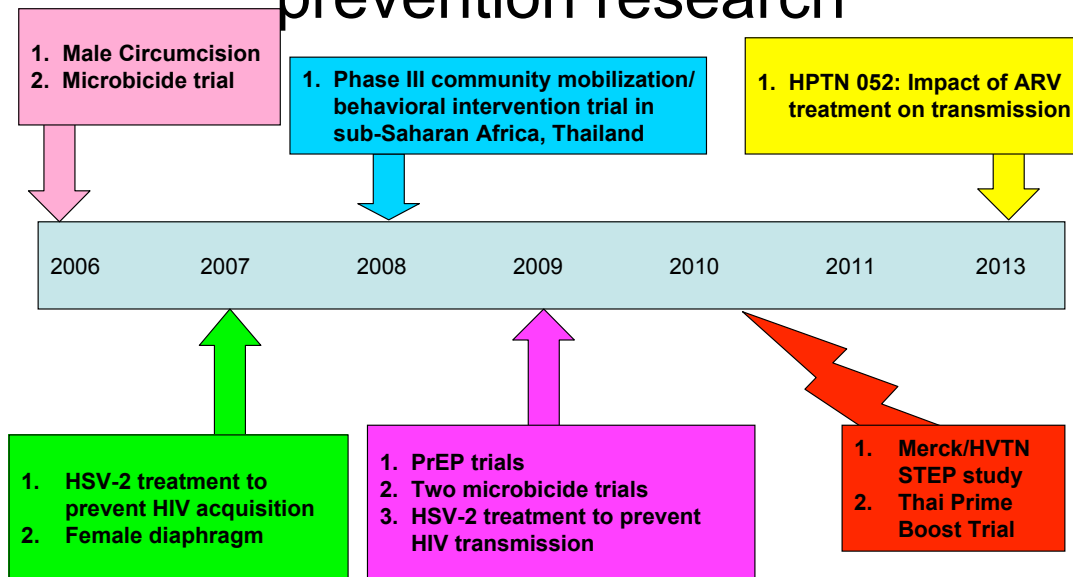 prevention research
1. Male Circumcision
2. Microbicide trial
1. Phase III community mobilization/
behavioral intervention trial in
sub-Saharan Africa, Thailand
1. HPTN 052: Impact of ARV
treatment on transmission
2006 2007 2008 2009 2010 2011 2013
1. HSV-2 treatment to
prevent HIV acquisition
2. Female diaphragm
1. PrEP trials
2. Two microbicide trials
3. HSV-2 treatment to prevent
HIV transmission
1. Merck/HVTN
STEP study
2. Thai Prime
Boost Trial